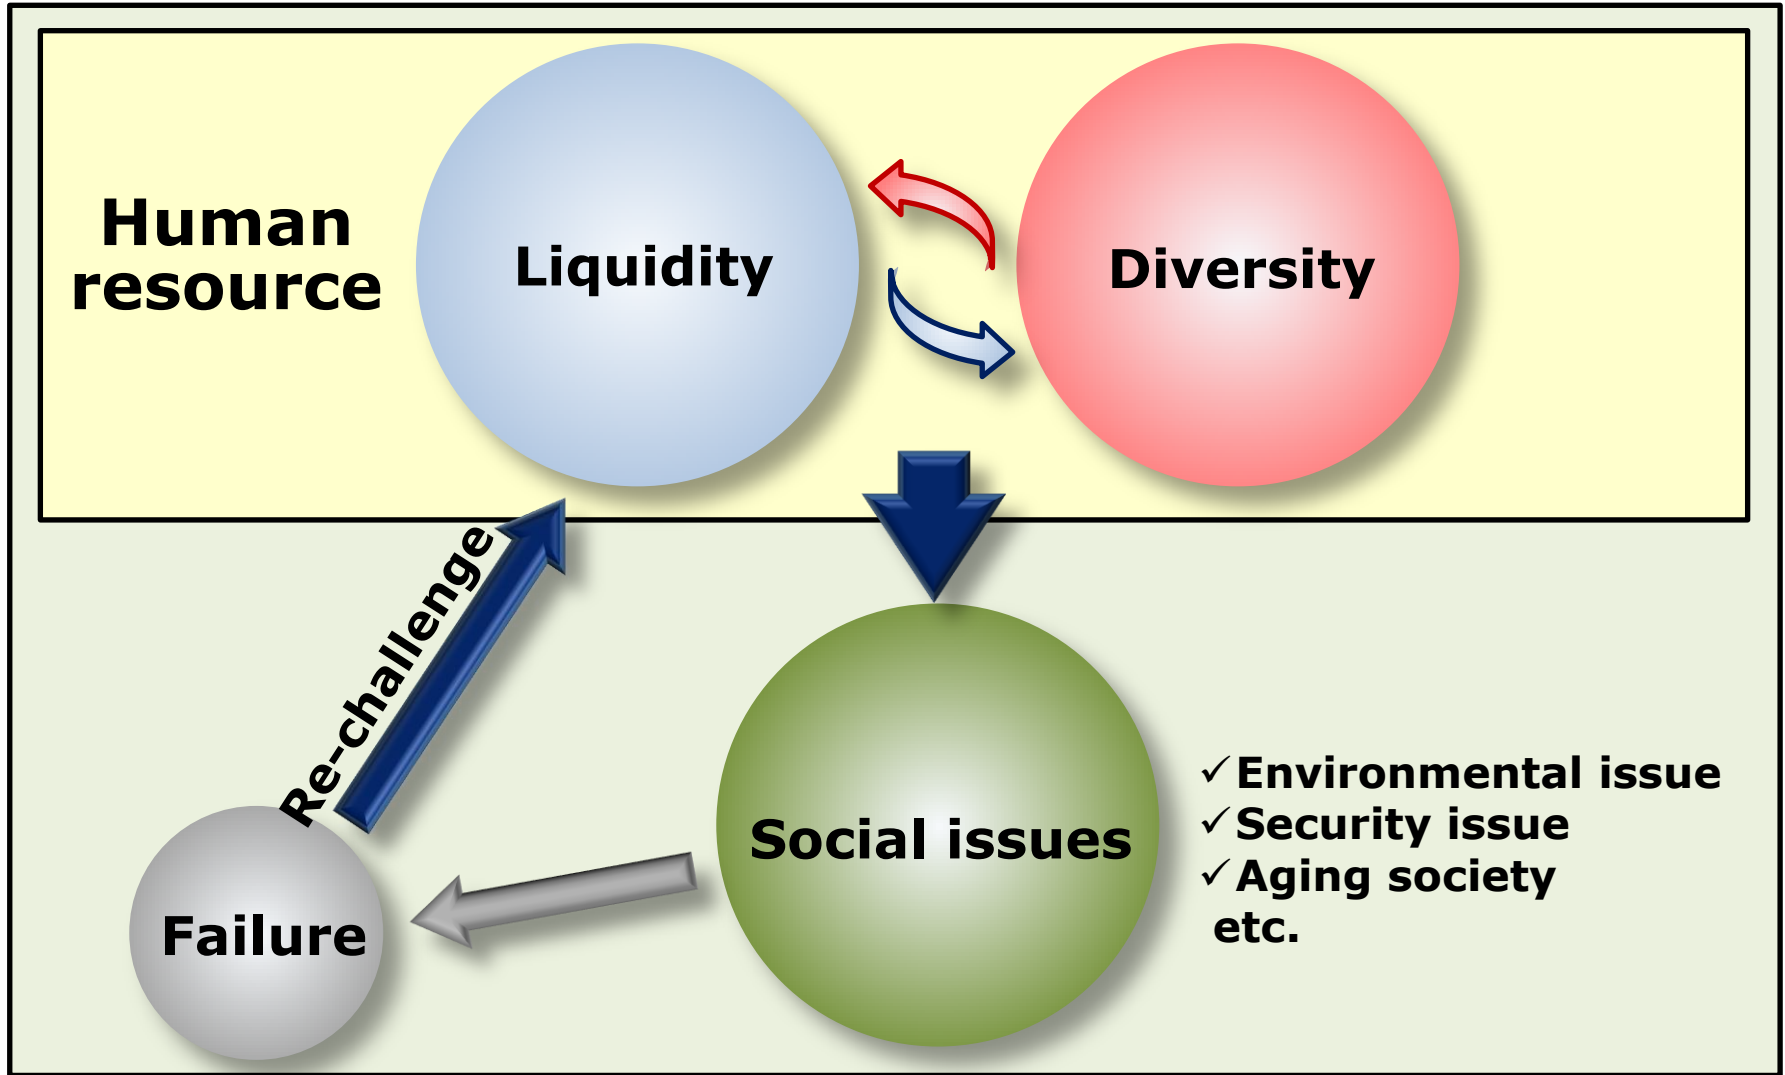 Human
resource
Liquidity
Diversity
Re-challenge
Social issues
✓Environmental issue
✓Security issue
✓Aging society
etc.
Failure